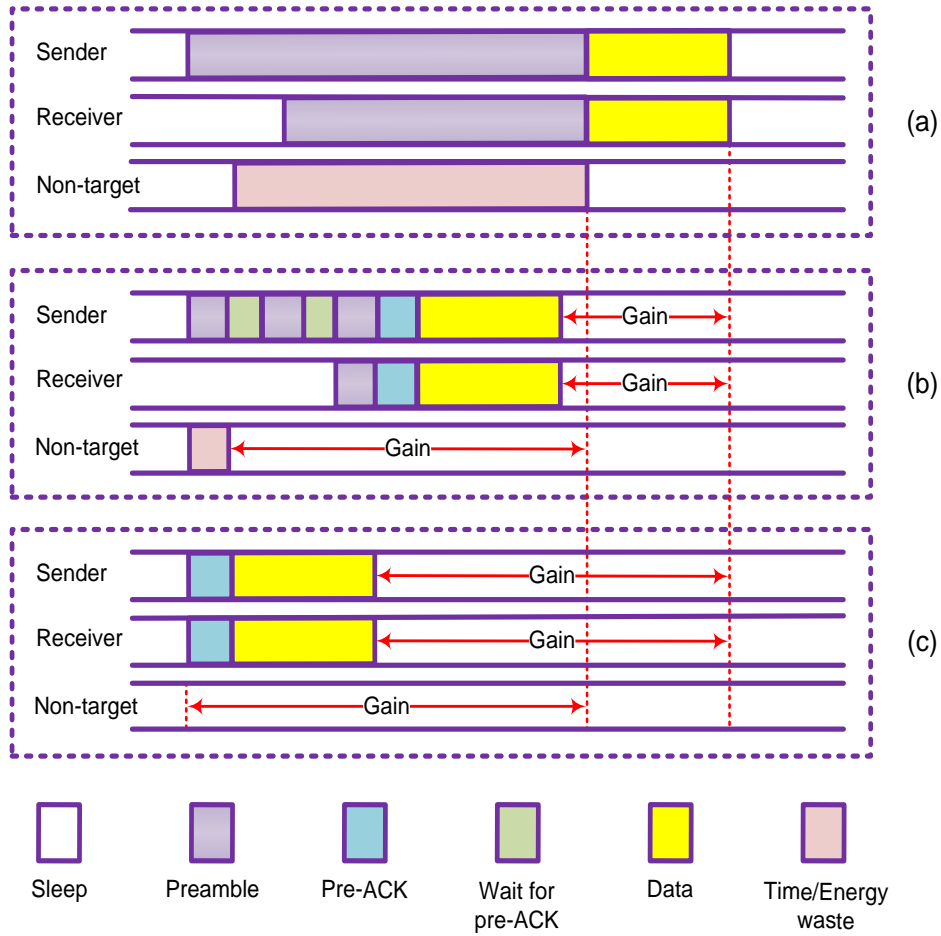 Sender
Receiver
Non-target
(a)
Sender
Gain
Receiver
Gain
(b)
Non-target
Gain
Sender
Gain
Receiver
Gain
(c)
Non-target
Gain
Sleep
Preamble
Pre-ACK
Wait for
pre-ACK
Data
Time/Energy
waste